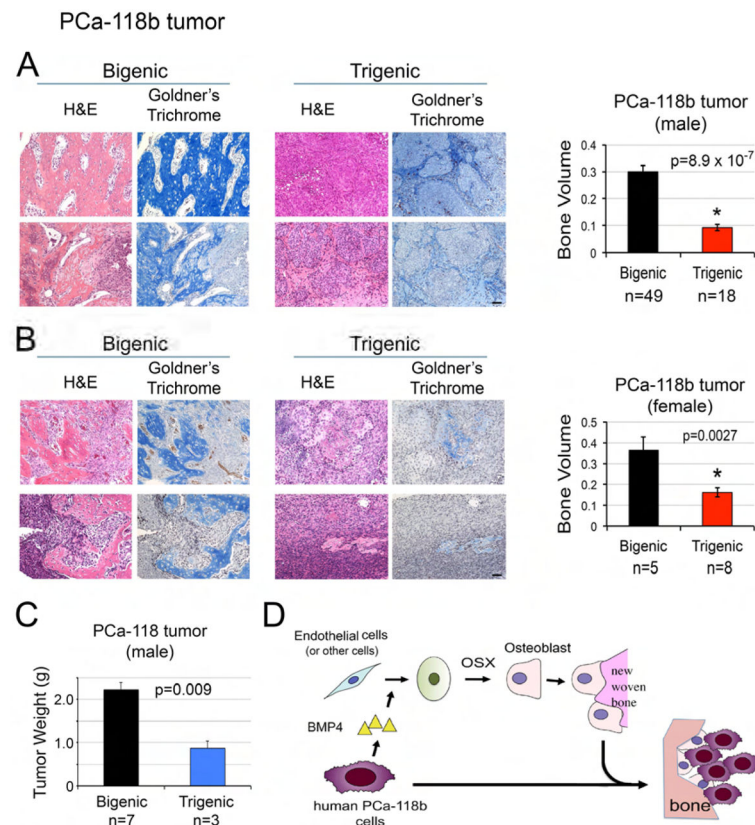 PCa-118b tumor
A
Bigenic
H&E
Goldner's
Trichrome
Trigenic
H&E
Goldner's
Trichrome
PCa-118b tumor
(male)
Bone Volume
0.4
0.3
0.2
0.1
0
p=8.9 x 10-7
*
Bigenic
Trigenic
n=49
n=18
B
Bigenic
H&E
Goldner's
Trichrome
Trigenic
H&E
Goldner's
Trichrome
PCa-118b tumor
(female)
Bone Volume
0.5
0.4
0.3
0.2
0.1
0
p=0.0027
*
Bigenic
Trigenic
n=5
n=8
C
PCa-118 tumor
(male)
Tumor Weight (g)
2.0
1.0
0
p=0.009
Bigenic
Trigenic
n=7
n=3
D
Endothelial cells
(or other cells)
OSX
Osteoblast
new
woven
bone
BMP4
human PCa-118b
cells
bone